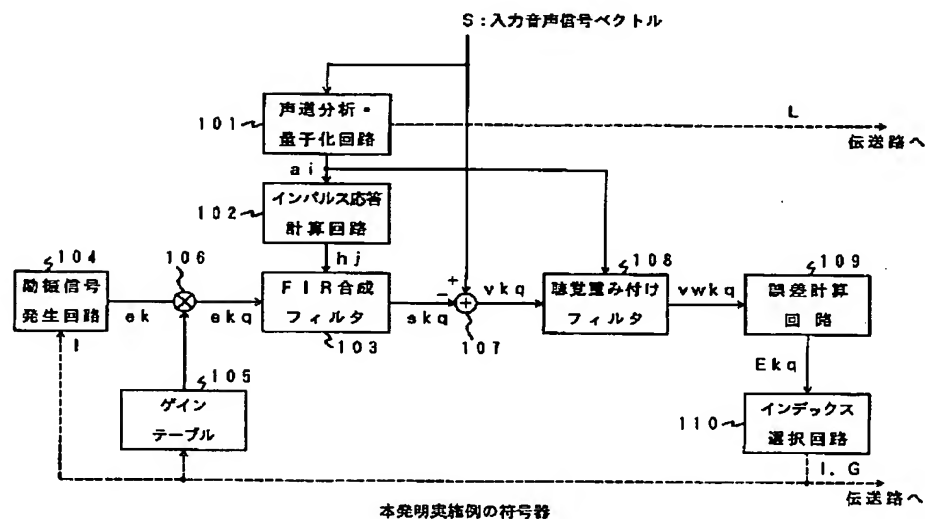 S：入力音声信号ベクトル
101
声道分析・
量子化回路
L
伝送路へ
ai
102
インパルス応答
計算回路
hj
104
励振信号
発生回路
ek
I
106
ekq
FIR合成
フィルタ
103
skq
+
−
107
vkq
108
聴覚重み付け
フィルタ
vwkq
109
誤差計算
回路
Ekq
105
ゲイン
テーブル
110
インデックス
選択回路
I, G
伝送路へ
本発明実施例の符号器